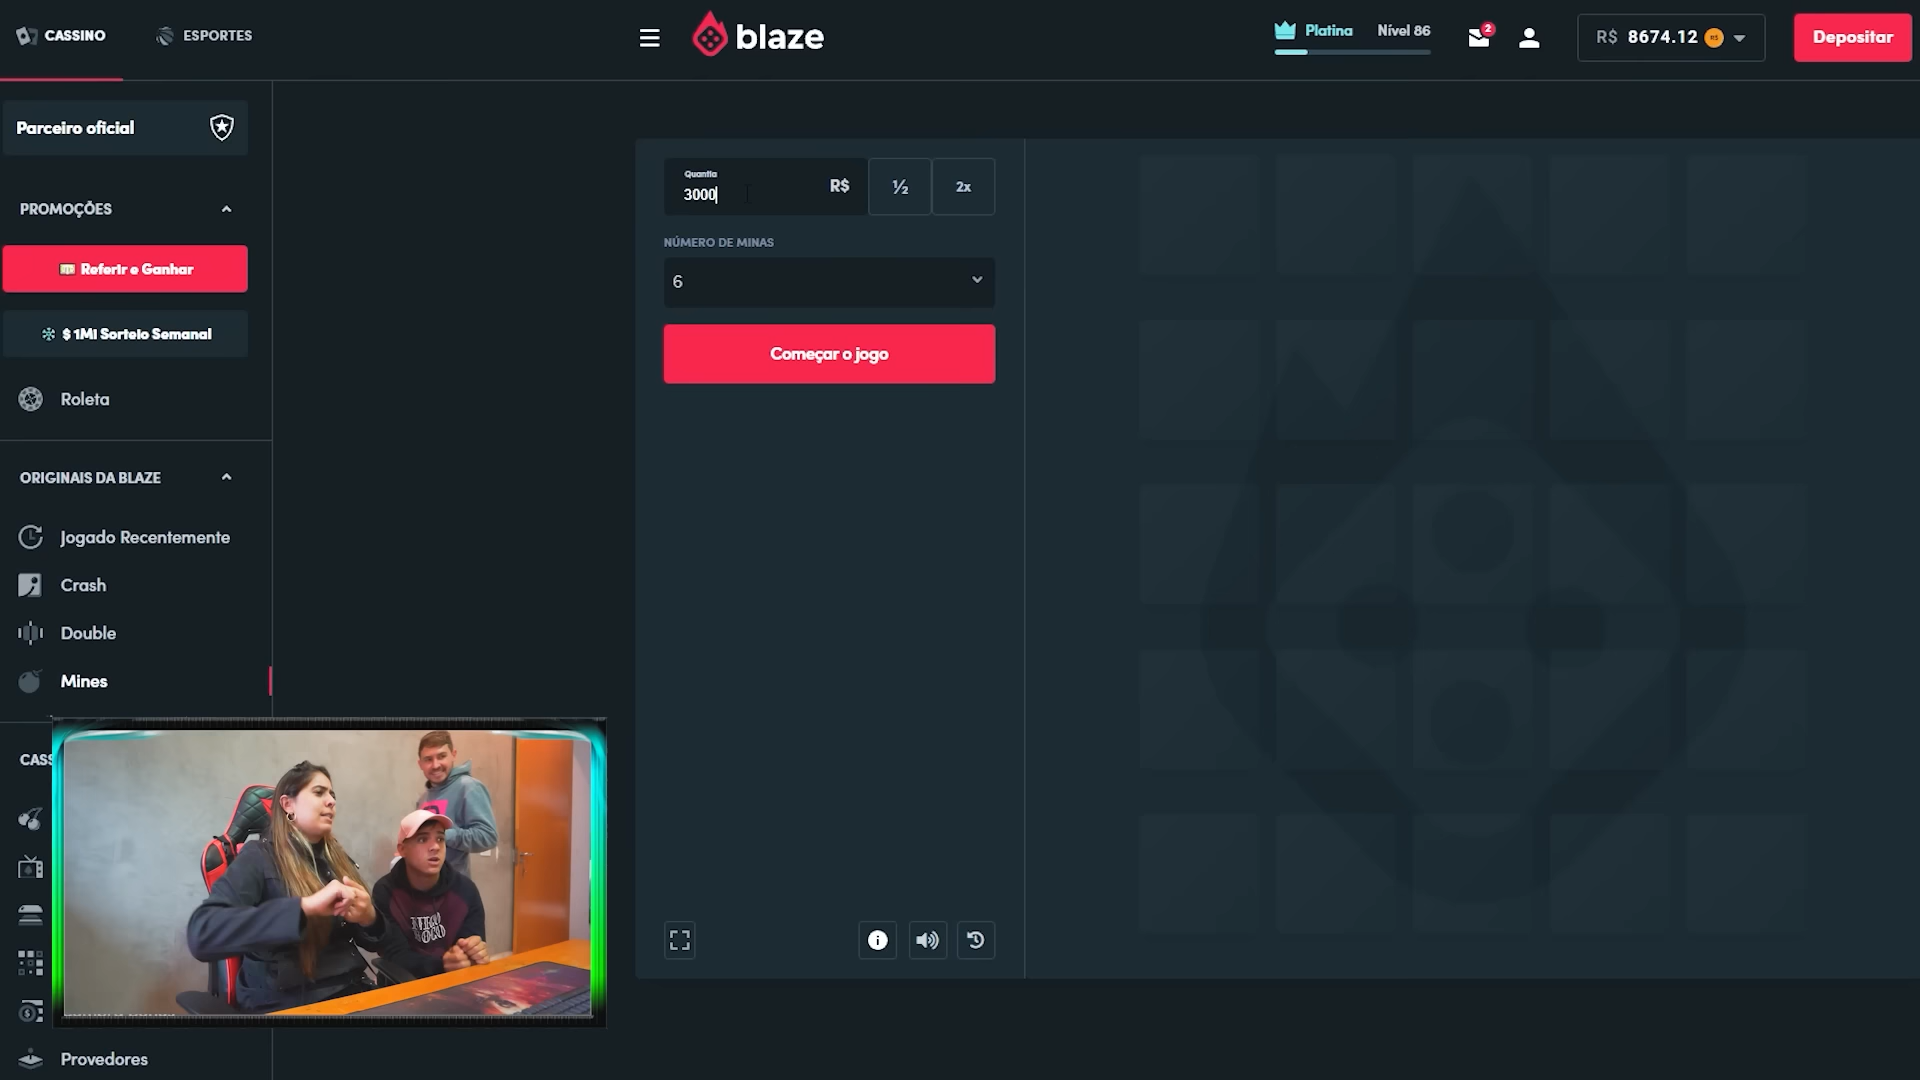 CASSINO
ESPORTES
blaze
Platina
Nível 86
2
R$ 8674.12
Depositar
Parceiro oficial
PROMOÇÕES
Referir e Ganhar
$ 1Mi Sorteio Semanal
Roleta
ORIGINAIS DA BLAZE
Jogado Recentemente
Crash
Double
Mines
CASS
Provedores
Quantia
3000
R$
½
2x
NÚMERO DE MINAS
6
Começar o jogo